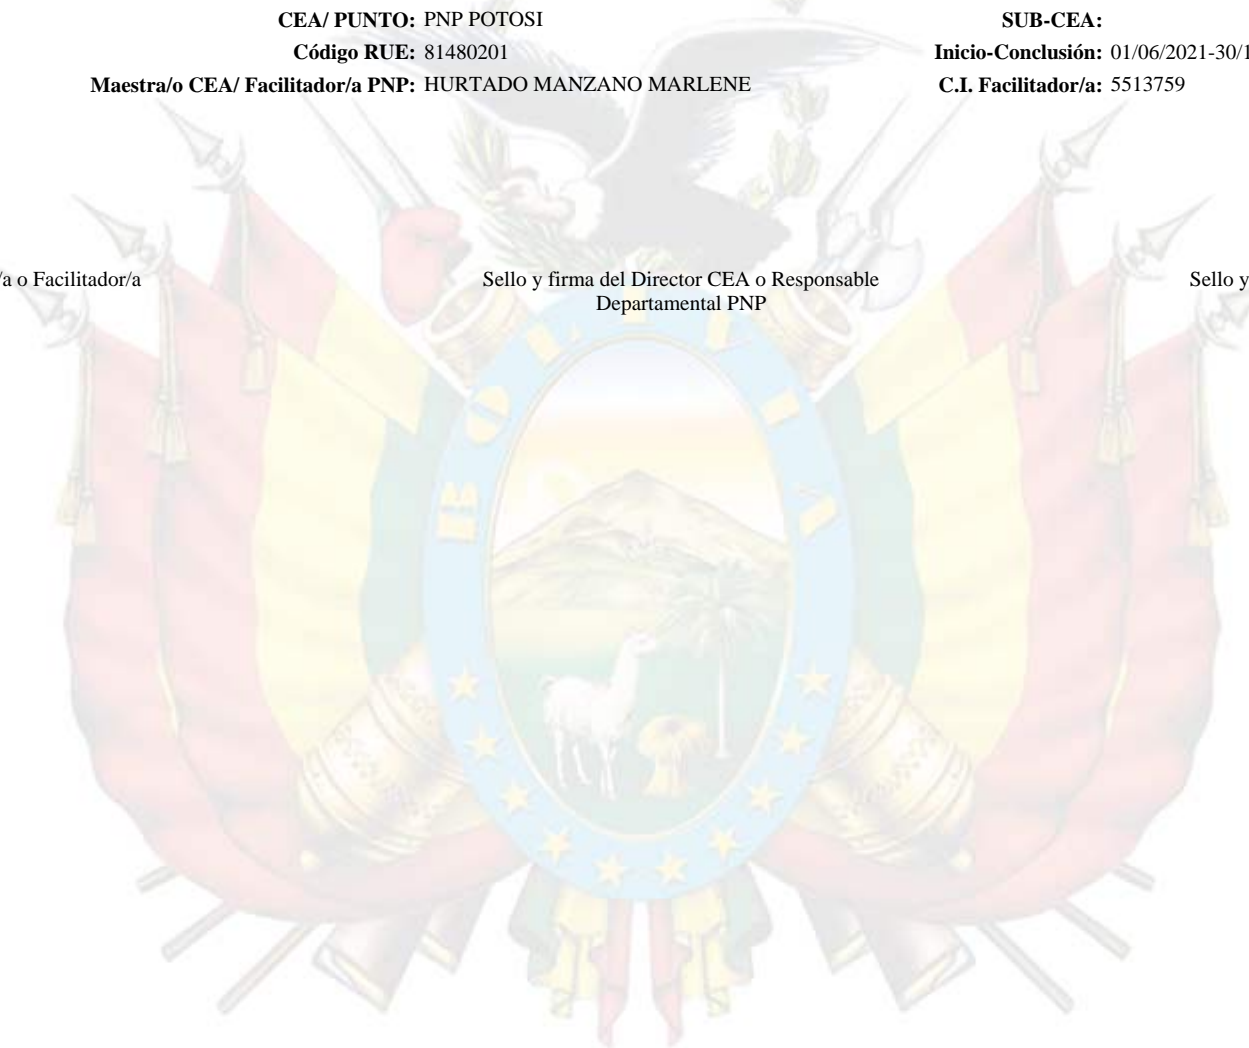 CEA/ PUNTO: PNP POTOSI SUB-CEA:
Código RUE: 81480201 Inicio-Conclusión: 01/06/2021-30/1
Maestra/o CEA/ Facilitador/a PNP: HURTADO MANZANO MARLENE C.I. Facilitador/a: 5513759
/a o Facilitador/a Sello y firma del Director CEA o Responsable Sello y
Departamental PNP
BOLIVIA